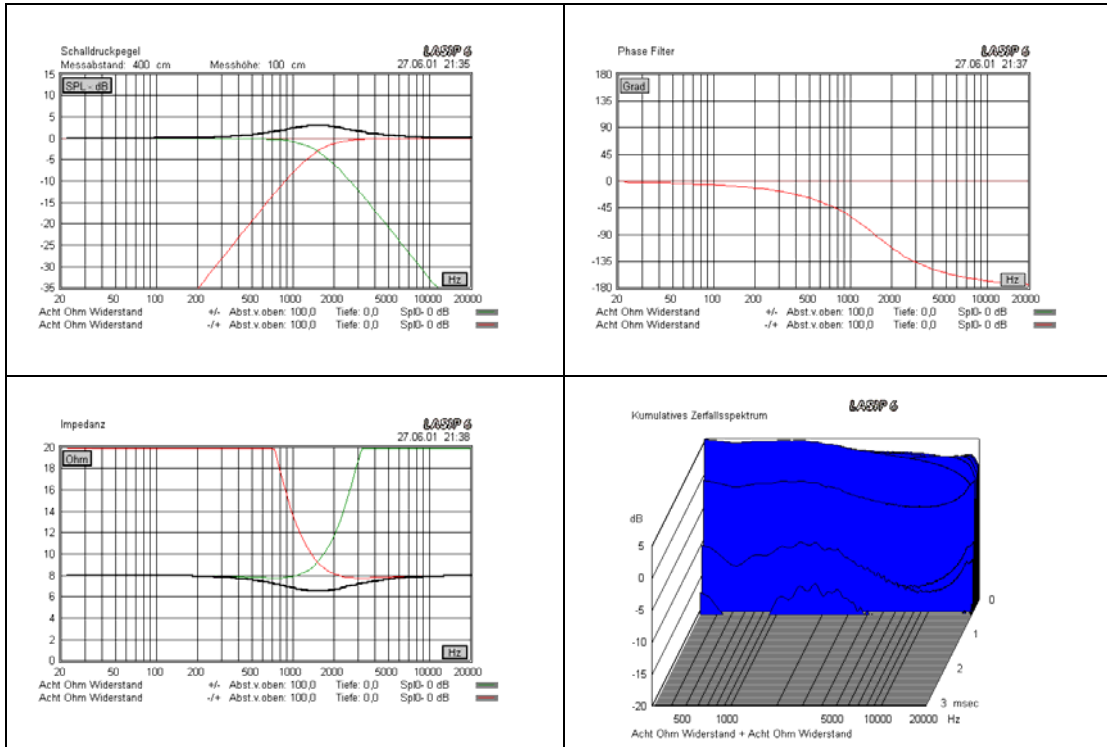 Schalldruckpegel LASIP 6
Messabstand: 400 cm Messhöhe: 100 cm 27.06.01 21:35
SPL - dB
15
10
5
0
-5
-10
-15
-20
-25
-30
-35
Hz
20 50 100 200 500 1000 2000 5000 10000 20000
Acht Ohm Widerstand +/- Abst.v.oben: 100,0 Tiefe: 0,0 Spl0- 0 dB
Acht Ohm Widerstand -/+ Abst.v.oben: 100,0 Tiefe: 0,0 Spl0- 0 dB
Phase Filter LASIP 6
27.06.01 21:37
Grad
180
135
90
45
0
-45
-90
-135
-180
Hz
20 50 100 200 500 1000 2000 5000 10000 20000
Acht Ohm Widerstand +/- Abst.v.oben: 100,0 Tiefe: 0,0 Spl0- 0 dB
Acht Ohm Widerstand -/+ Abst.v.oben: 100,0 Tiefe: 0,0 Spl0- 0 dB
Impedanz LASIP 6
27.06.01 21:38
Ohm
20
18
16
14
12
10
8
6
4
2
0
Hz
20 50 100 200 500 1000 2000 5000 10000 20000
Acht Ohm Widerstand +/- Abst.v.oben: 100,0 Tiefe: 0,0 Spl0- 0 dB
Acht Ohm Widerstand -/+ Abst.v.oben: 100,0 Tiefe: 0,0 Spl0- 0 dB
LASIP 6
Kumulatives Zerfallsspektrum
dB
5
0
-5
-10
-15
-20
0
1
2
3 msec
500 1000 5000 10000 20000 Hz
Acht Ohm Widerstand + Acht Ohm Widerstand